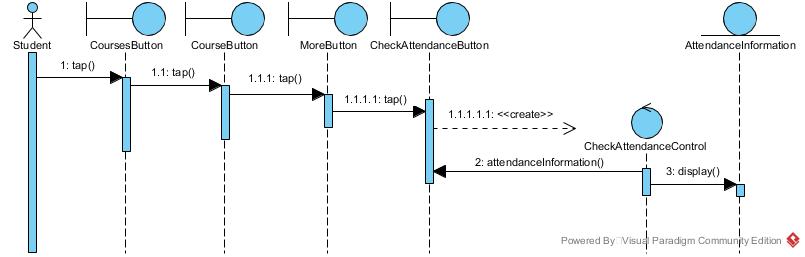 Student
CoursesButton
CourseButton
MoreButton
CheckAttendanceButton
AttendanceInformation
1: tap()
1.1: tap()
1.1.1: tap()
1.1.1.1: tap()
1.1.1.1.1: <<create>>
CheckAttendanceControl
2: attendanceInformation()
3: display()
Powered By Visual Paradigm Community Edition